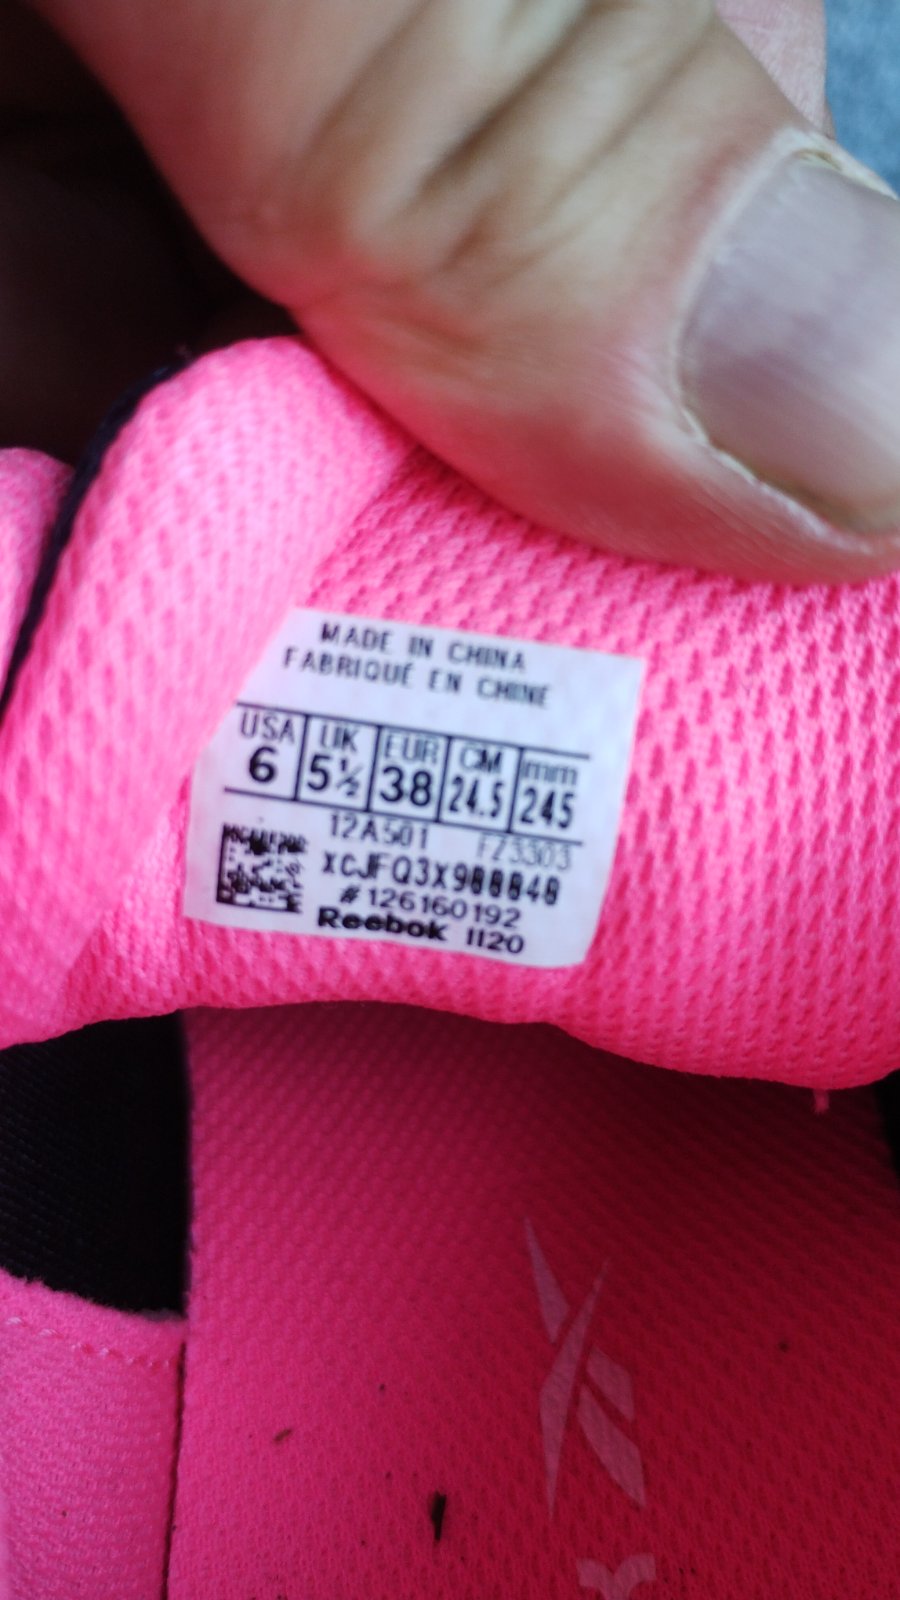 MADE IN CHINA
FABRIQUÉ EN CHINE
USA UK EUR CM mm
6 5½ 38 24.5 245
12A501 FZ3303
#126160192
Reebok 1120